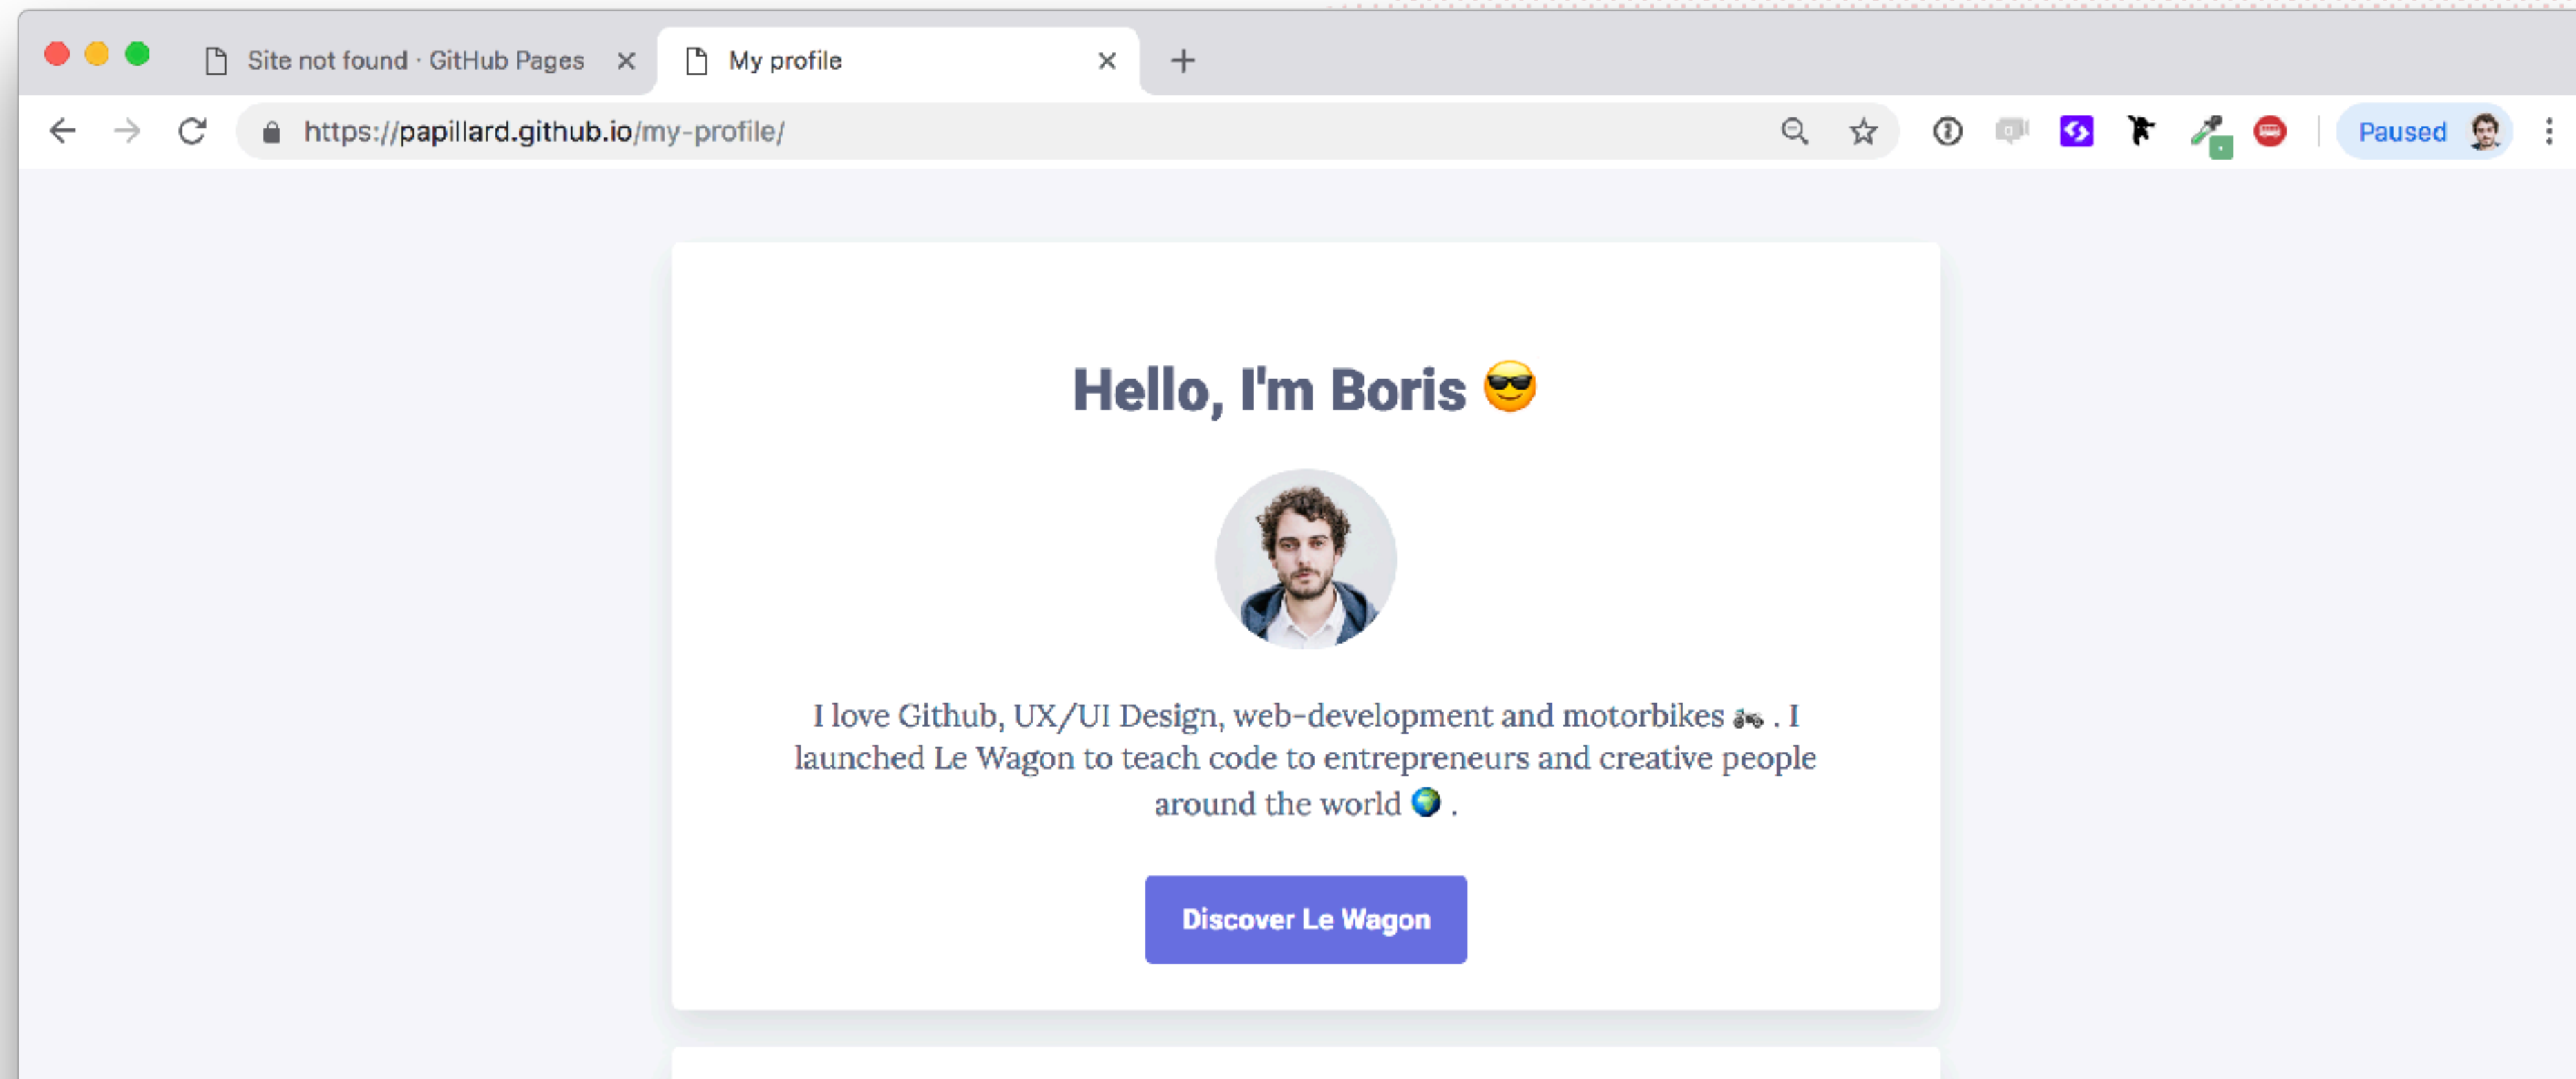 Site not found · GitHub Pages
My profile
https://papillard.github.io/my-profile/
Paused
Hello, I'm Boris 😎
I love Github, UX/UI Design, web-development and motorbikes 🏍 . I
launched Le Wagon to teach code to entrepreneurs and creative people
around the world 🌍 .
Discover Le Wagon